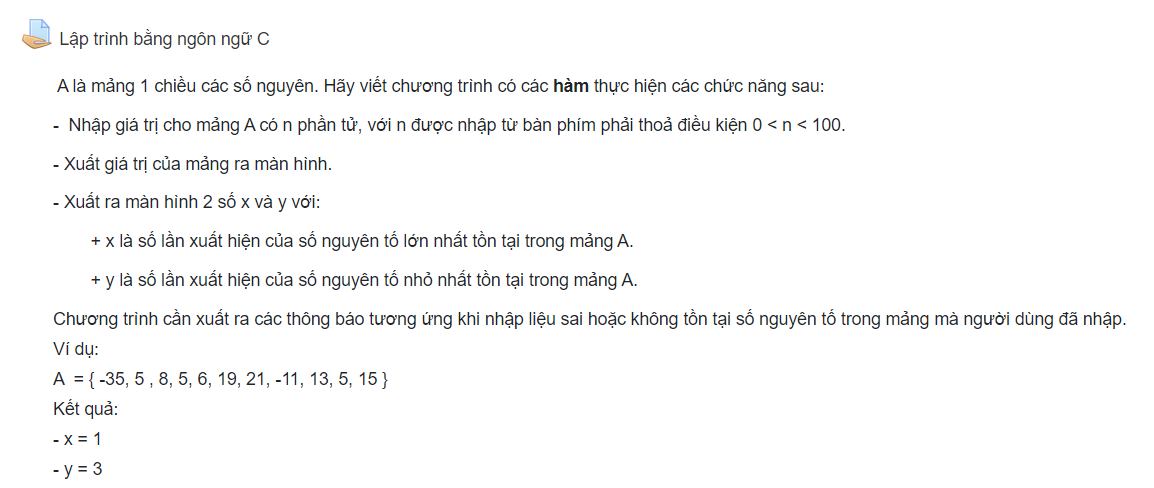 Lập trình bằng ngôn ngữ C
A là mảng 1 chiều các số nguyên. Hãy viết chương trình có các hàm thực hiện các chức năng sau:
- Nhập giá trị cho mảng A có n phần tử, với n được nhập từ bàn phím phải thoả điều kiện 0 < n < 100.
- Xuất giá trị của mảng ra màn hình.
- Xuất ra màn hình 2 số x và y với:
+ x là số lần xuất hiện của số nguyên tố lớn nhất tồn tại trong mảng A.
+ y là số lần xuất hiện của số nguyên tố nhỏ nhất tồn tại trong mảng A.
Chương trình cần xuất ra các thông báo tương ứng khi nhập liệu sai hoặc không tồn tại số nguyên tố trong mảng mà người dùng đã nhập.
Ví dụ:
A = { -35, 5 , 8, 5, 6, 19, 21, -11, 13, 5, 15 }
Kết quả:
- x = 1
- y = 3